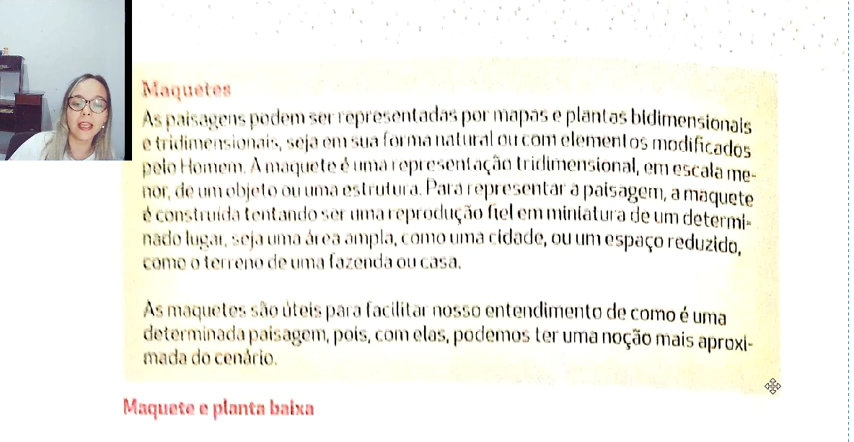 Maquetes
As paisagens podem ser representadas por mapas e plantas bidimensionais
e tridimensionais, seja em sua forma natural ou com elementos modificados
pelo Homem. A maquete é uma representação tridimensional, em escala me-
nor, de um objeto ou uma estrutura. Para representar a paisagem, a maquete
é construída tentando ser uma reprodução fiel em miniatura de um determi-
nado lugar, seja uma área ampla, como uma cidade, ou um espaço reduzido,
como o terreno de uma fazenda ou casa.
As maquetes são úteis para facilitar nosso entendimento de como é uma
determinada paisagem, pois, com elas, podemos ter uma noção mais aproxi-
mada do cenário.
Maquete e planta baixa